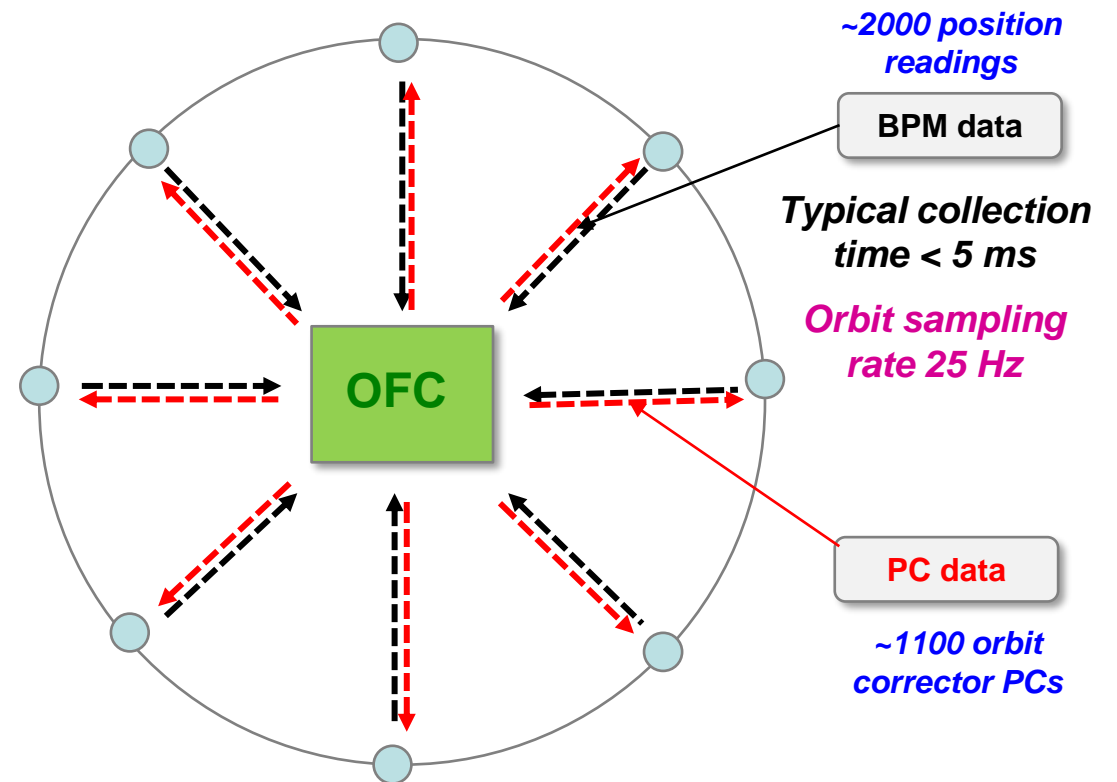 ~2000 position
readings
BPM data
Typical collection
time < 5 ms
Orbit sampling
rate 25 Hz
OFC
PC data
~1100 orbit
corrector PCs